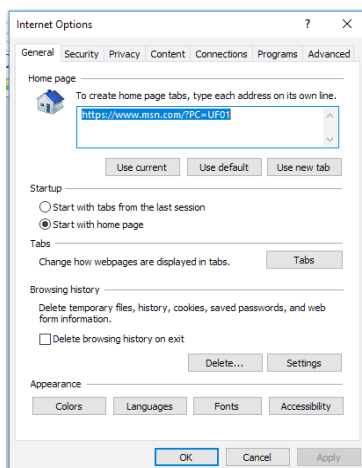 Internet Options
General Security Privacy Content Connections Programs Advanced
Home page
To create home page tabs, type each address on its own line.
https://www.msn.com/?PC=UF01
Use current Use default Use new tab
Startup
Start with tabs from the last session
Start with home page
Tabs
Change how webpages are displayed in tabs. Tabs
Browsing history
Delete temporary files, history, cookies, saved passwords, and web
form information.
Delete browsing history on exit
Delete... Settings
Appearance
Colors Languages Fonts Accessibility
OK Cancel Apply